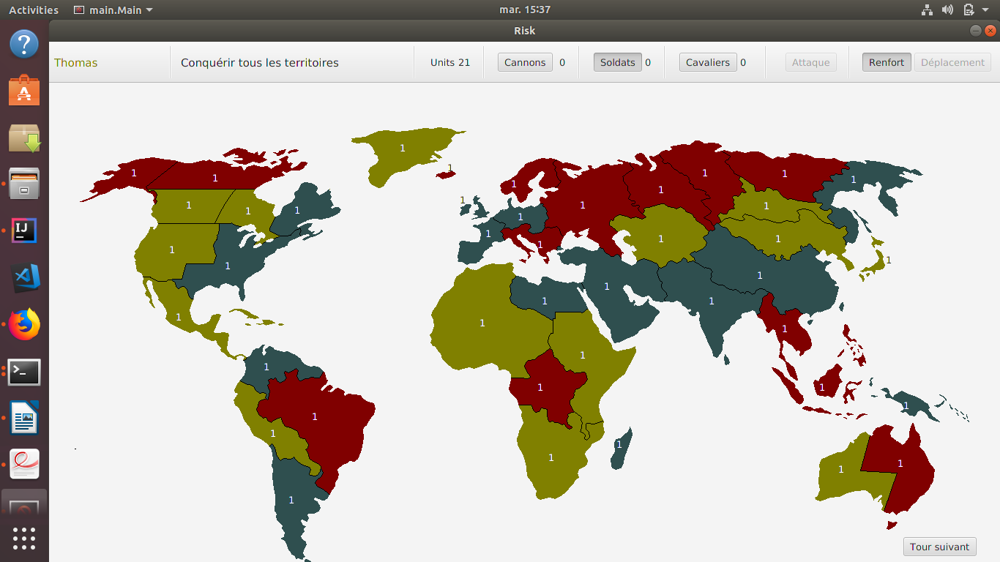 Activities main.Main mar. 15:37
Risk
Thomas Conquérir tous les territoires Units 21 Cannons 0 Soldats 0 Cavaliers 0 Attaque Renfort Déplacement
1
1
1 1 1 1 1
1 1
1 1 1 1 1 1 1
1 1 1 1 1
1 1 1
1
1 1
1 1 1
1 1
1 1
1 1
1 1
1 1 1
1
Tour suivant